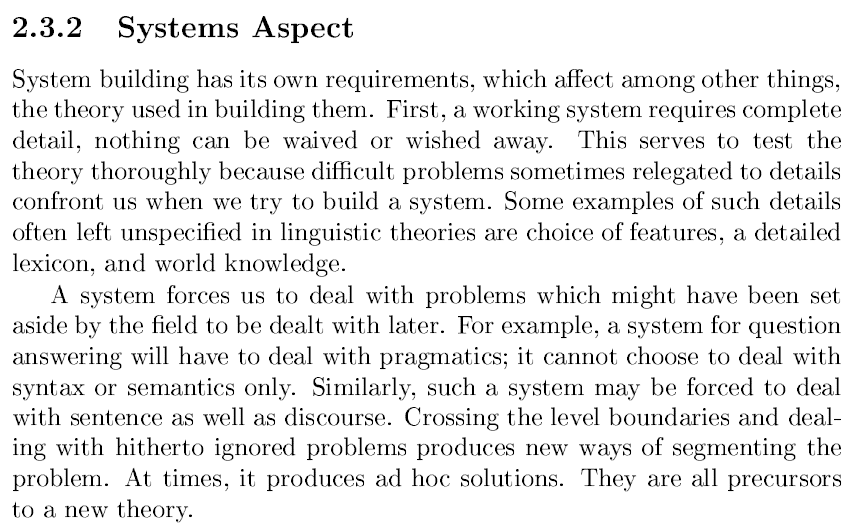 2.3.2 Systems Aspect
System building has its own requirements, which affect among other things,
the theory used in building them. First, a working system requires complete
detail, nothing can be waived or wished away. This serves to test the
theory thoroughly because difficult problems sometimes relegated to details
confront us when we try to build a system. Some examples of such details
often left unspecified in linguistic theories are choice of features, a detailed
lexicon, and world knowledge.
A system forces us to deal with problems which might have been set
aside by the field to be dealt with later. For example, a system for question
answering will have to deal with pragmatics; it cannot choose to deal with
syntax or semantics only. Similarly, such a system may be forced to deal
with sentence as well as discourse. Crossing the level boundaries and deal-
ing with hitherto ignored problems produces new ways of segmenting the
problem. At times, it produces ad hoc solutions. They are all precursors
to a new theory.